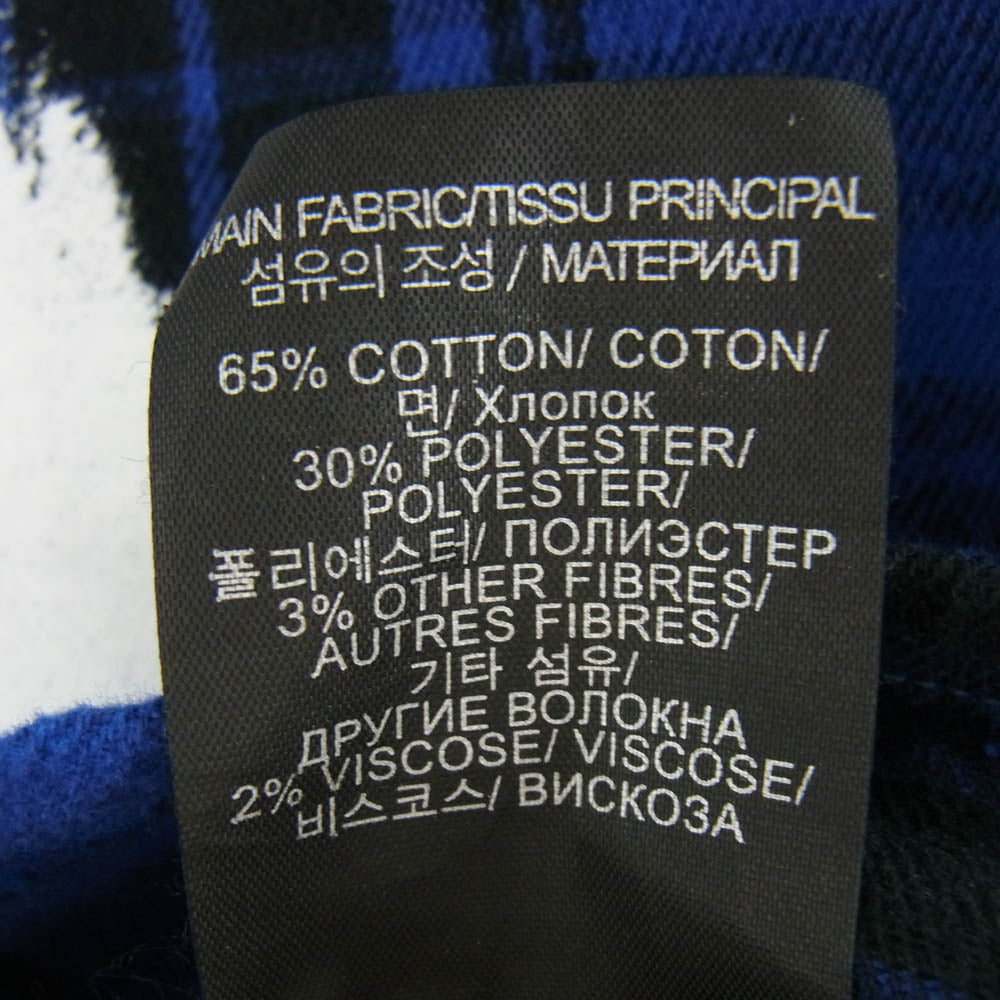 MAIN FABRIC/TISSU PRINCIPAL
섬유의 조성 / МАТЕРИАЛ
65% COTTON/ COTON/
면/ Хлопок
30% POLYESTER/
POLYESTER/
폴리에스터/ ПОЛИЭСТЕР
3% OTHER FIBRES/
AUTRES FIBRES/
기타 섬유/
ДРУГИЕ ВОЛОКНА
2% VISCOSE/ VISCOSE/
비스코스/ ВИСКОЗА